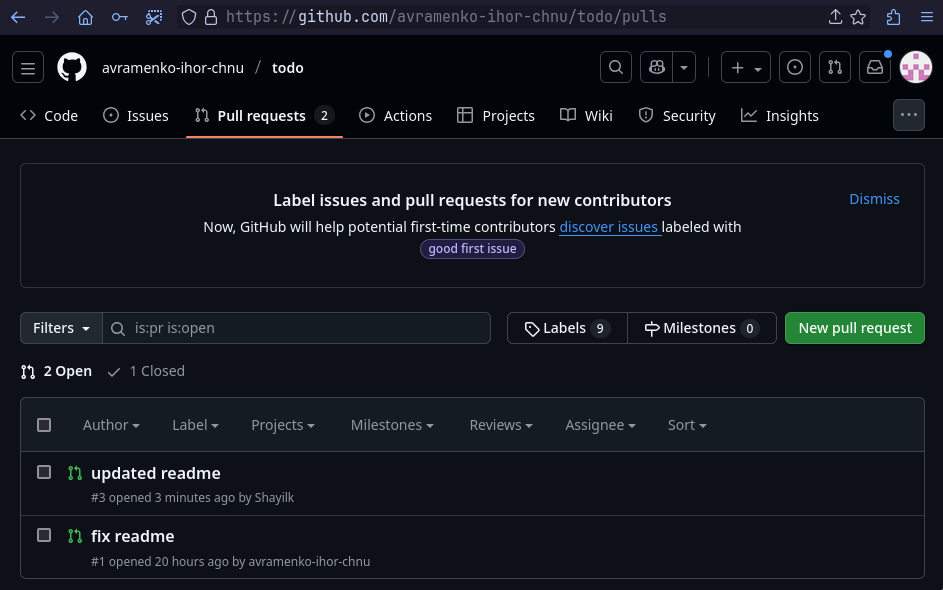 https://github.com/avramenko-ihor-chnu/todo/pulls
avramenko-ihor-chnu / todo
Code Issues Pull requests 2 Actions Projects Wiki Security Insights
Label issues and pull requests for new contributors
Dismiss
Now, GitHub will help potential first-time contributors discover issues labeled with
good first issue
Filters is:pr is:open Labels 9 Milestones 0 New pull request
2 Open 1 Closed
Author Label Projects Milestones Reviews Assignee Sort
updated readme
#3 opened 3 minutes ago by Shayilk
fix readme
#1 opened 20 hours ago by avramenko-ihor-chnu